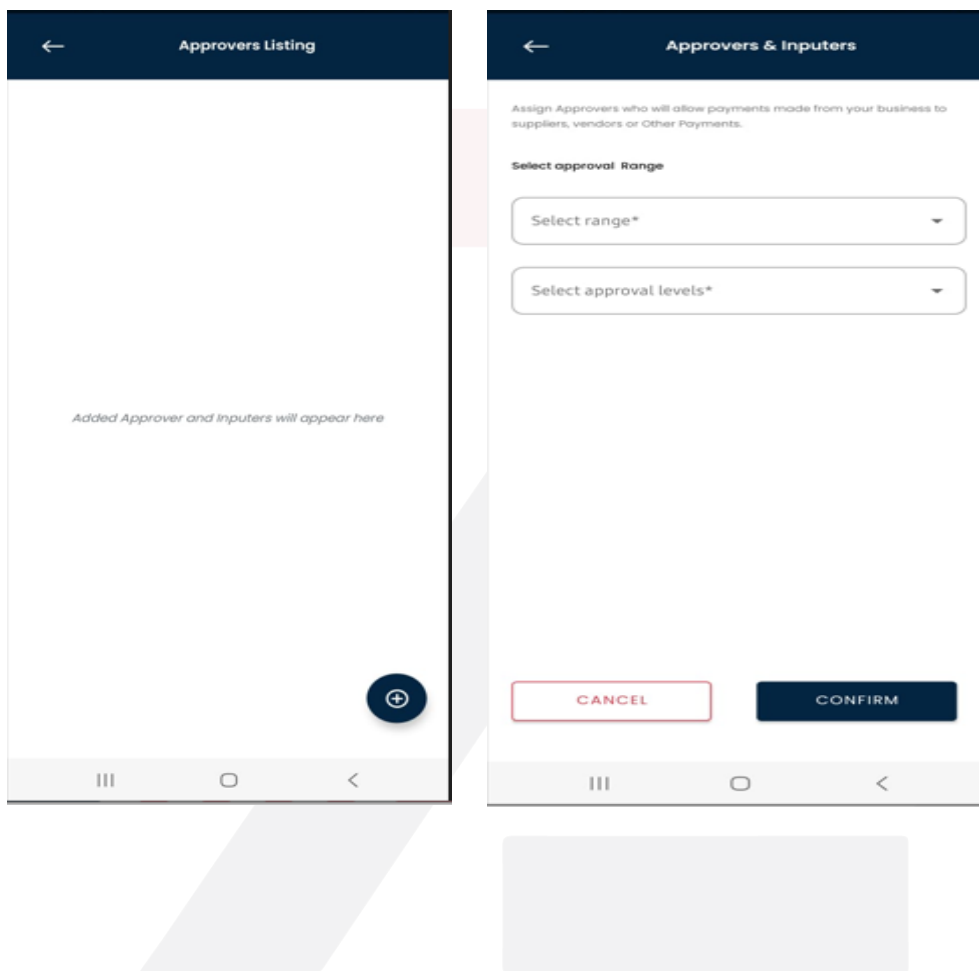 Approvers Listing
Added Approver and Inputers will appear here
Approvers & Inputers
Assign Approvers who will allow payments made from your business to
suppliers, vendors or Other Payments.
Select approval Range
Select range*
Select approval levels*
CANCEL
CONFIRM